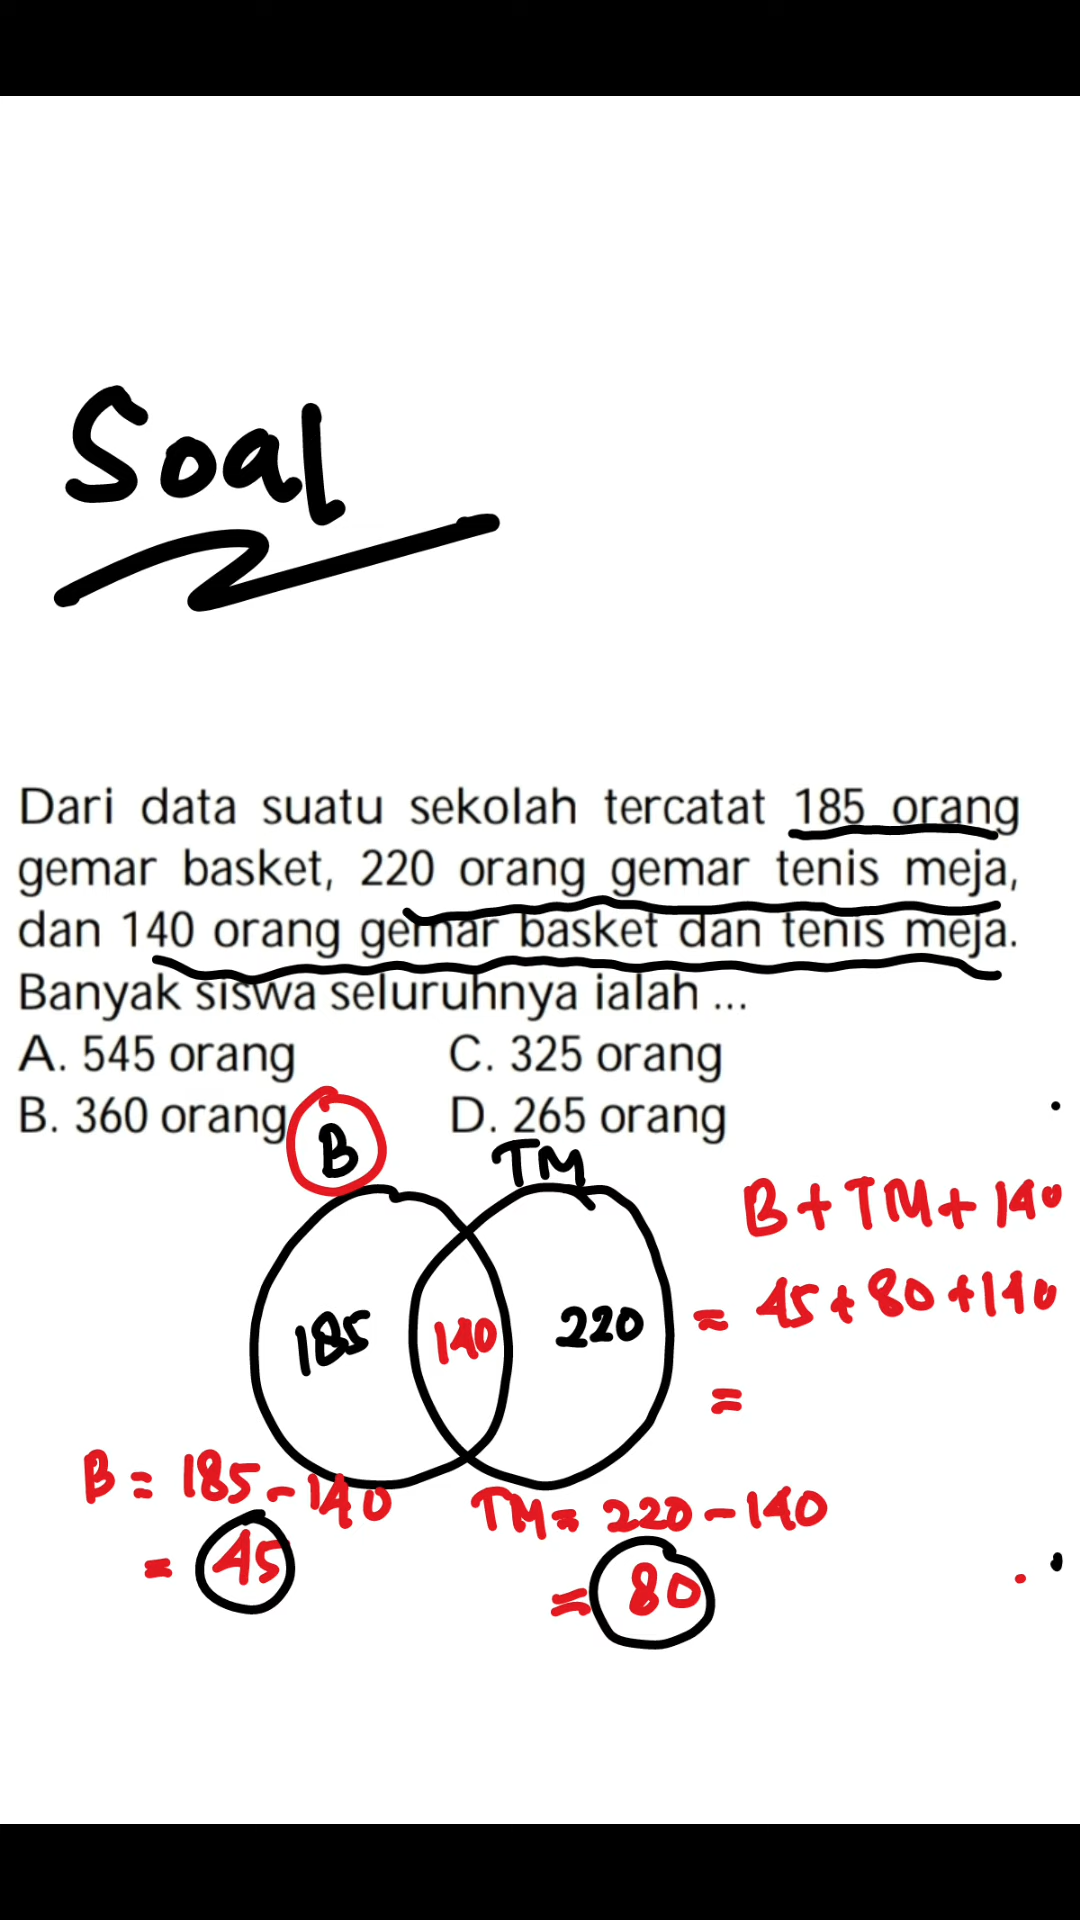 Soal
Dari data suatu sekolah tercatat 185 orang
gemar basket, 220 orang gemar tenis meja,
dan 140 orang gemar basket dan tenis meja.
Banyak siswa seluruhnya ialah ...
A. 545 orang C. 325 orang
B. 360 orang D. 265 orang
B TM
B + TM + 140
185 140 220
= 45 + 80 + 140
=
B = 185 - 140
= 45
TM = 220 - 140
= 80